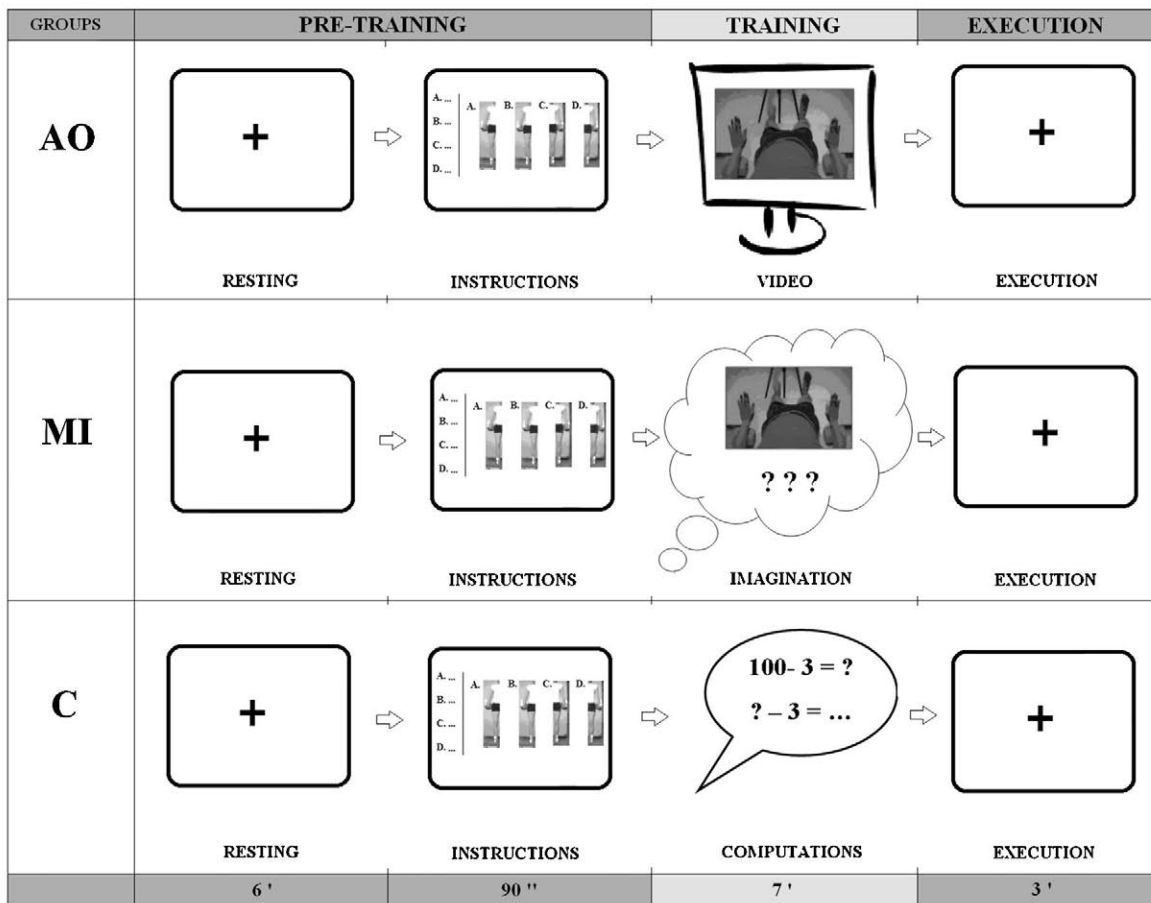 GROUPS PRE-TRAINING TRAINING EXECUTION
AO
A. ...
B. ...
C. ...
D. ...
A. B. C. D.
RESTING INSTRUCTIONS VIDEO EXECUTION
MI
A. ...
B. ...
C. ...
D. ...
A. B. C. D.
? ? ?
RESTING INSTRUCTIONS IMAGINATION EXECUTION
C
A. ...
B. ...
C. ...
D. ...
A. B. C. D.
100- 3 = ?
? – 3 = ...
RESTING INSTRUCTIONS COMPUTATIONS EXECUTION
6 ' 90 " 7 ' 3 '